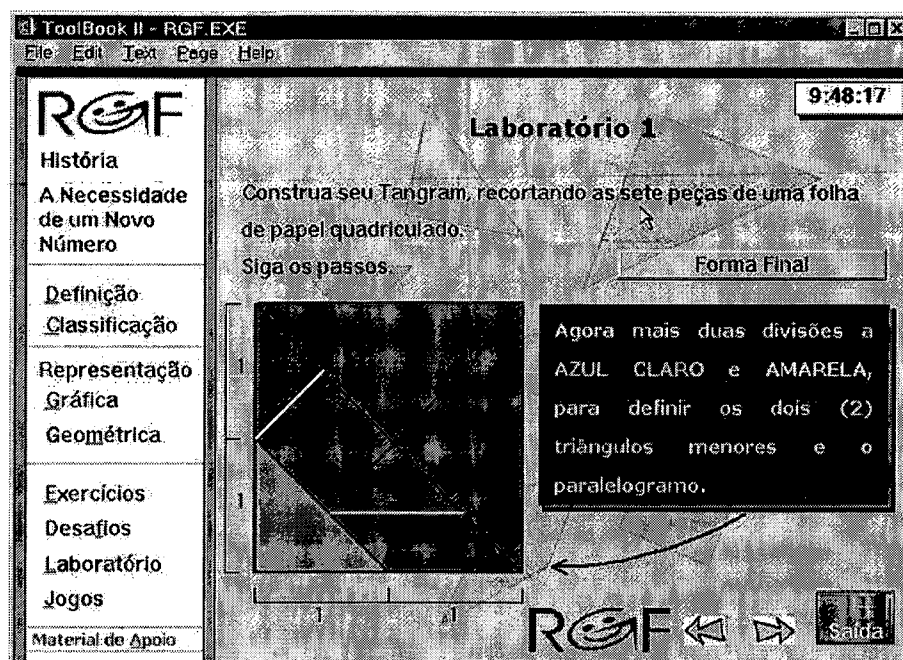 ToolBook II - RGF.EXE
File Edit Text Page Help
RGF
História
A Necessidade
de um Novo
Número
Definição
Classificação
Representação
Gráfica
Geométrica
Exercícios
Desafios
Laboratório
Jogos
Material de Apoio
9:48:17
Laboratório 1
Construa seu Tangram, recortando as sete peças de uma folha
de papel quadriculado.
Siga os passos.
Forma Final
1
1
1
1
Agora mais duas divisões a
AZUL CLARO e AMARELA,
para definir os dois (2)
triângulos menores e o
paralelogramo.
RGF
Saída